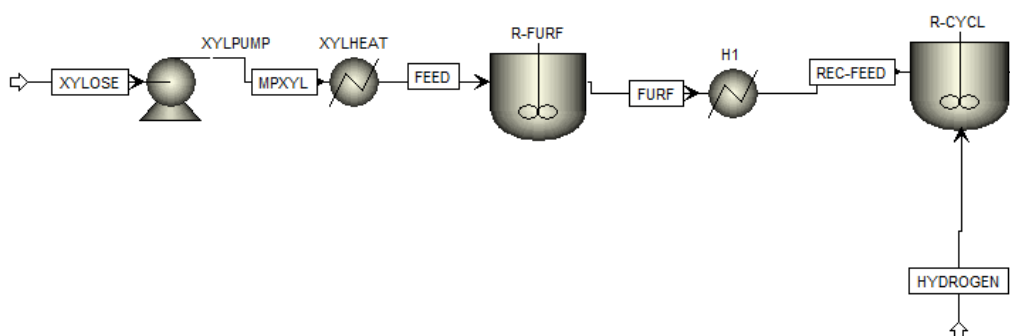 XYLOSE
XYLPUMP
MPXYL
XYLHEAT
FEED
R-FURF
FURF
H1
REC-FEED
R-CYCL
HYDROGEN